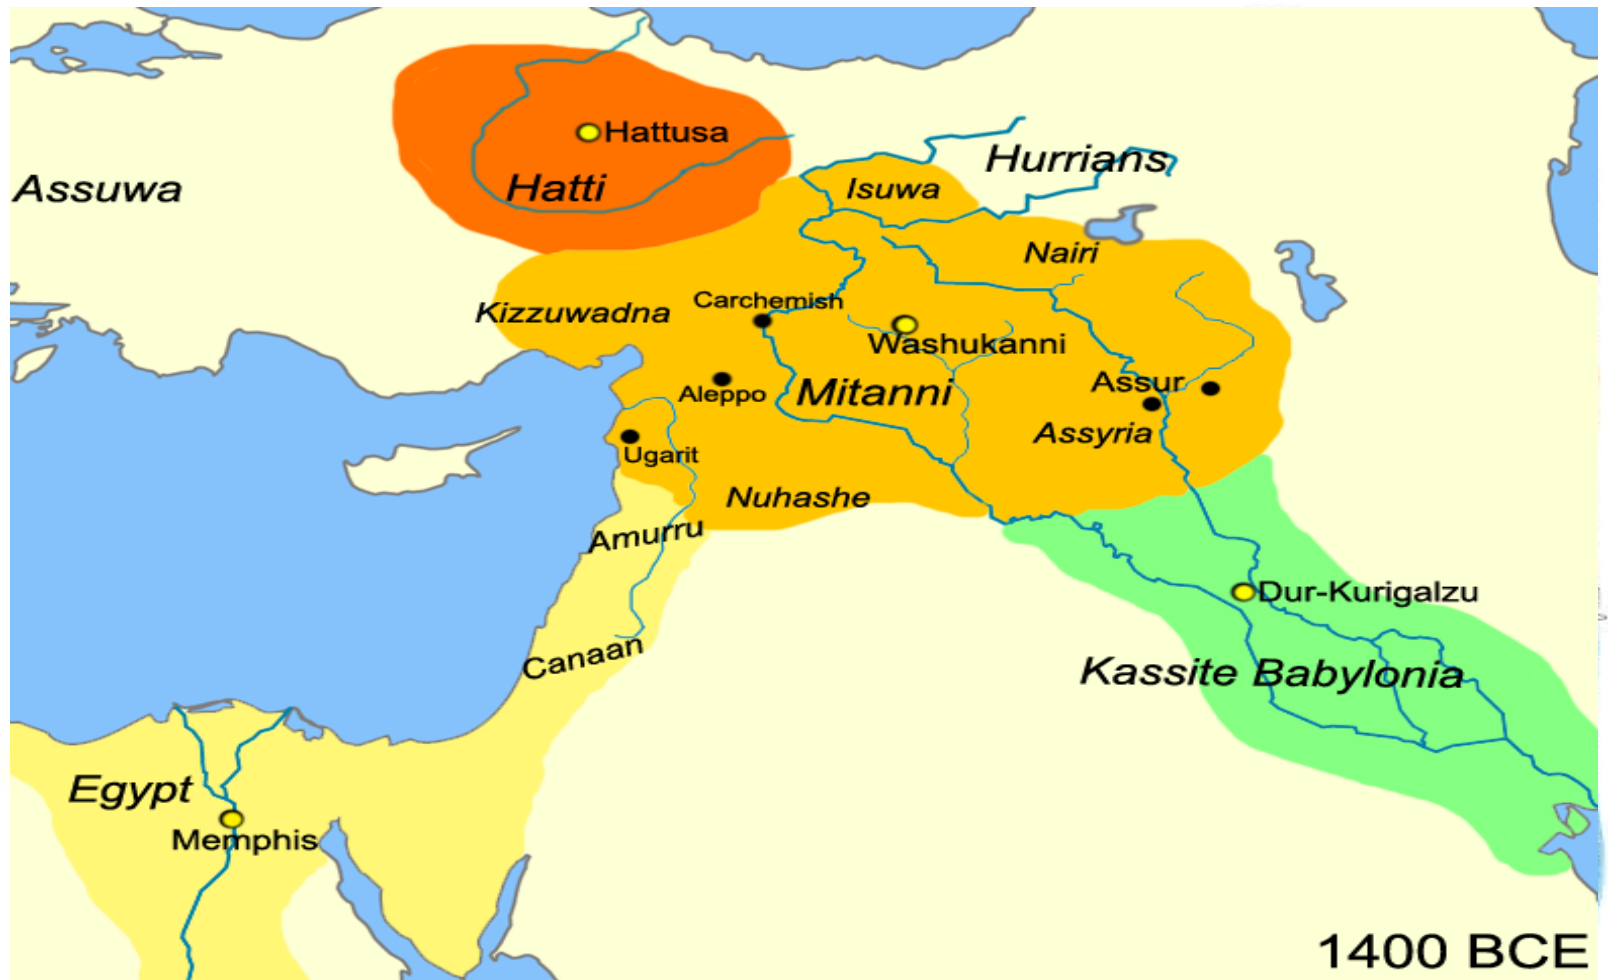 Hattusa
Hurrians
Assuwa
Hatti
Isuwa
Nairi
Carchemish
Kizzuwadna
Washukanni
Assur
Aleppo
Mitanni
Assyria
Ugarit
Nuhashe
Amurru
Dur-Kurigalzu
Canaan
Kassite Babylonia
Egypt
Memphis
1400 BCE